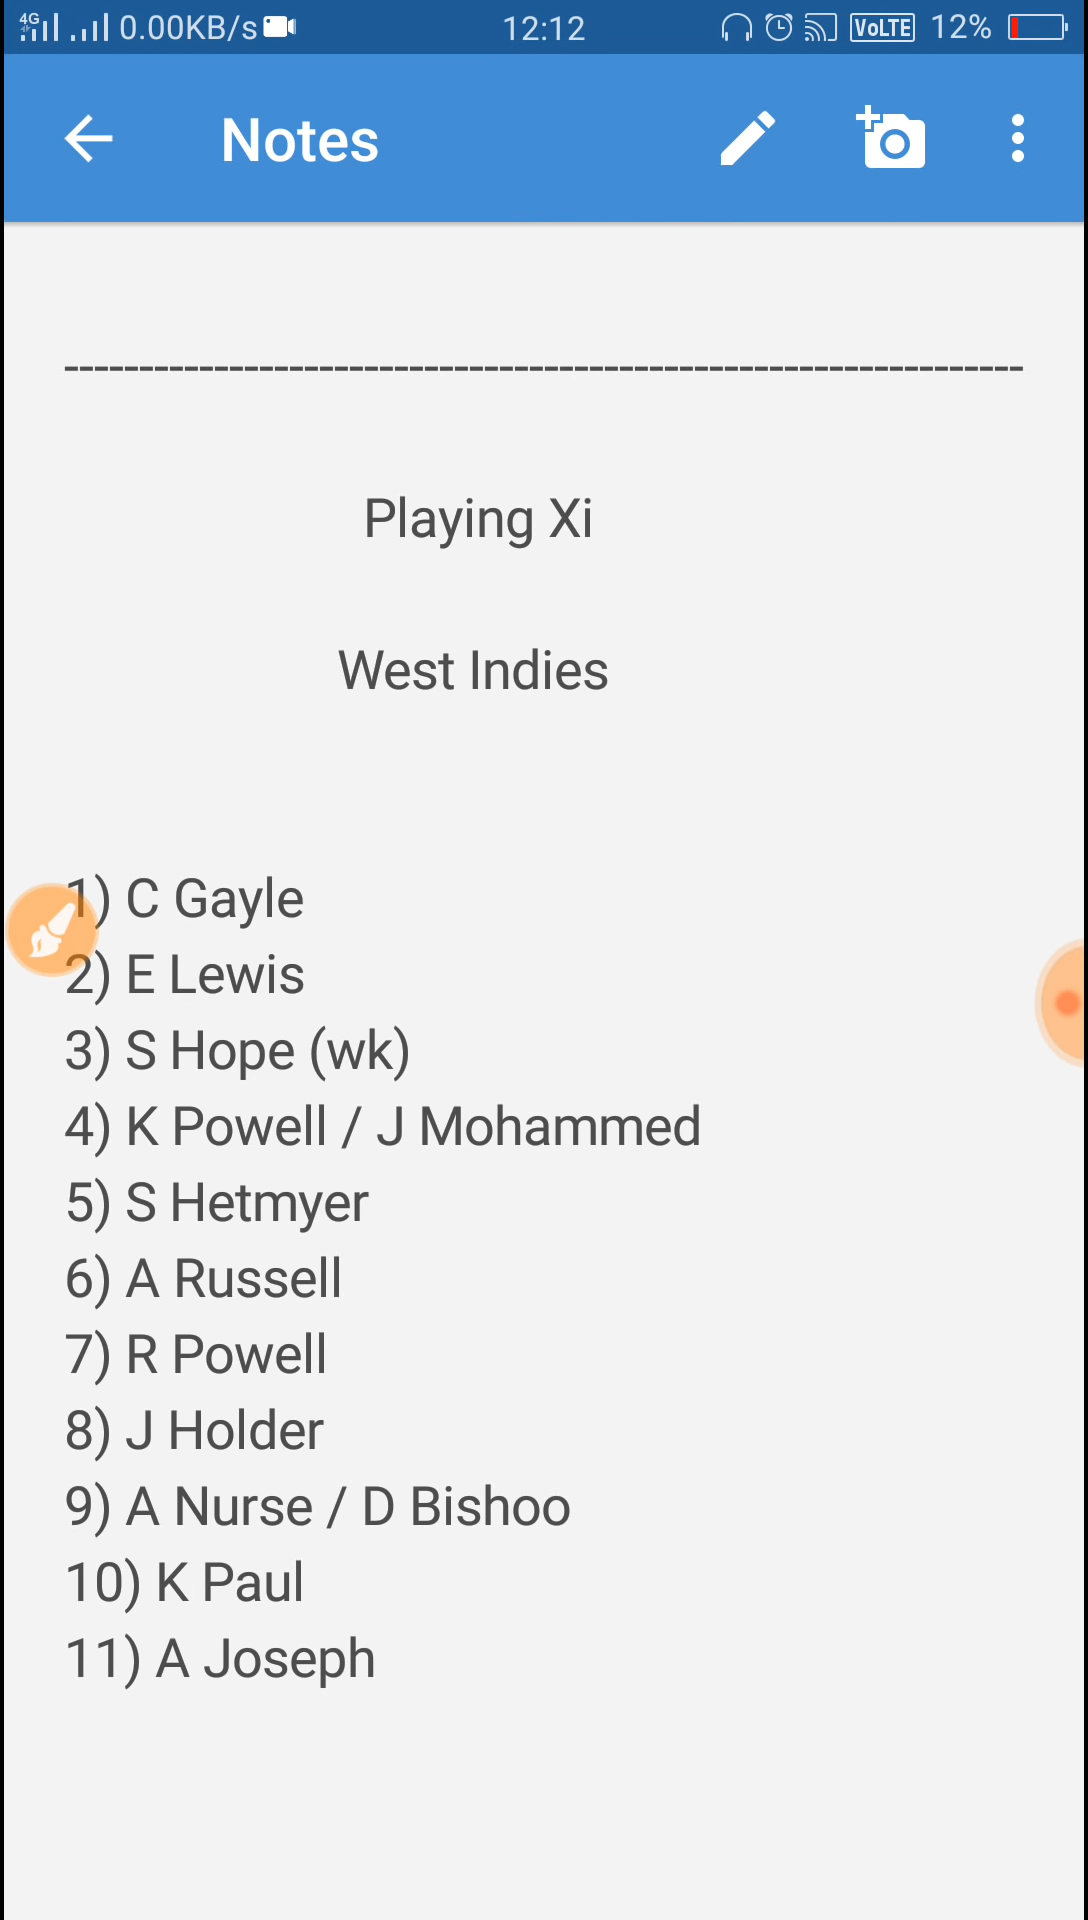 4G 0.00KB/s 12:12 VoLTE 12%
Notes
----------------------------------------------------------------
Playing Xi
West Indies
1) C Gayle
2) E Lewis
3) S Hope (wk)
4) K Powell / J Mohammed
5) S Hetmyer
6) A Russell
7) R Powell
8) J Holder
9) A Nurse / D Bishoo
10) K Paul
11) A Joseph